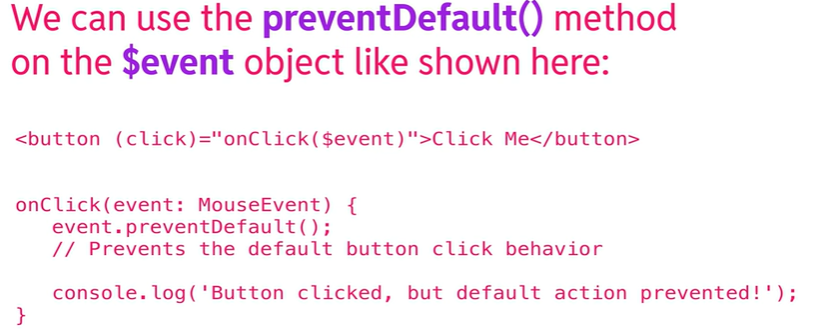 We can use the preventDefault() method
on the $event object like shown here:
<button (click)="onClick($event)">Click Me</button>
onClick(event: MouseEvent) {
event.preventDefault();
// Prevents the default button click behavior
console.log('Button clicked, but default action prevented!');
}